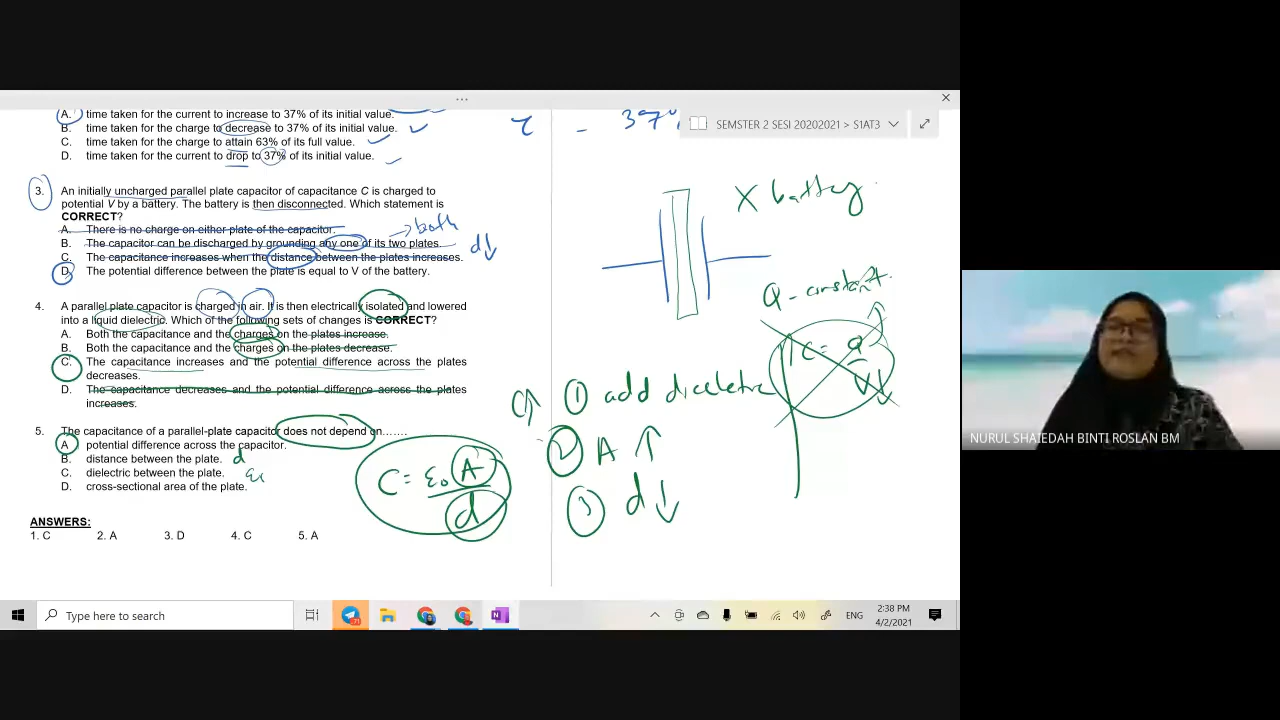 A. time taken for the current to increase to 37% of its initial value.
B. time taken for the charge to decrease to 37% of its initial value.
C. time taken for the charge to attain 63% of its full value.
D. time taken for the current to drop to 37% of its initial value.
τ - 37%
SEMSTER 2 SESI 20202021 > S1AT3
3. An initially uncharged parallel plate capacitor of capacitance C is charged to
potential V by a battery. The battery is then disconnected. Which statement is
CORRECT?
A. There is no charge on either plate of the capacitor.
B. The capacitor can be discharged by grounding any one of its two plates.
C. The capacitance increases when the distance between the plates increases.
D. The potential difference between the plate is equal to V of the battery.
→ both
d↓
X battery
4. A parallel plate capacitor is charged in air. It is then electrically isolated and lowered
into a liquid dielectric. Which of the following sets of changes is CORRECT?
A. Both the capacitance and the charges on the plates increase.
B. Both the capacitance and the charges on the plates decrease.
C. The capacitance increases and the potential difference across the plates
decreases.
D. The capacitance decreases and the potential difference across the plates
increases.
Q - constant
↑C = Q
V↓
C↑ ① add dielectric
② A ↑
③ d↓
5. The capacitance of a parallel-plate capacitor does not depend on.......
A. potential difference across the capacitor.
B. distance between the plate. d
C. dielectric between the plate.
D. cross-sectional area of the plate.
C = ε₀ A
d
ANSWERS:
1. C 2. A 3. D 4. C 5. A
NURUL SHAIEDAH BINTI ROSLAN BM
Type here to search
71
ENG
2:38 PM
4/2/2021